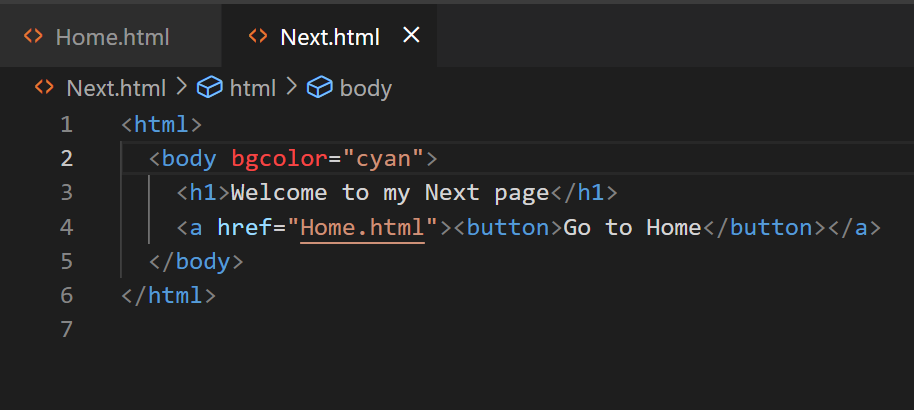 Home.html Next.html
Next.html > html > body
1 <html>
2 <body bgcolor="cyan">
3 <h1>Welcome to my Next page</h1>
4 <a href="Home.html"><button>Go to Home</button></a>
5 </body>
6 </html>
7